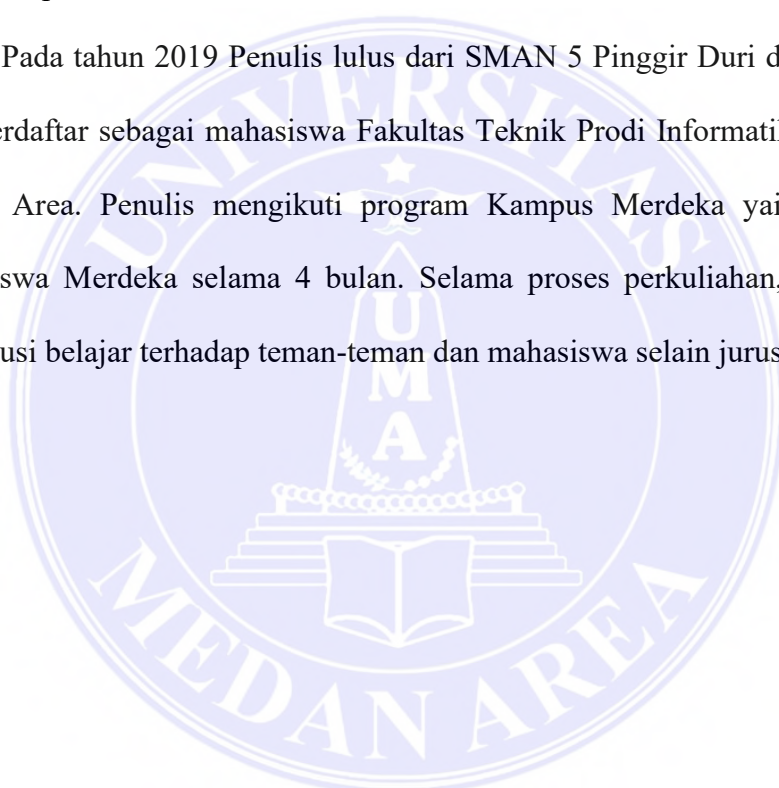 Pada tahun 2019 Penulis lulus dari SMAN 5 Pinggir Duri d
erdaftar sebagai mahasiswa Fakultas Teknik Prodi Informatil
Area. Penulis mengikuti program Kampus Merdeka yai
swa Merdeka selama 4 bulan. Selama proses perkuliahan,
usi belajar terhadap teman-teman dan mahasiswa selain jurus
UNIVERSITAS
UMA
MEDAN AREA